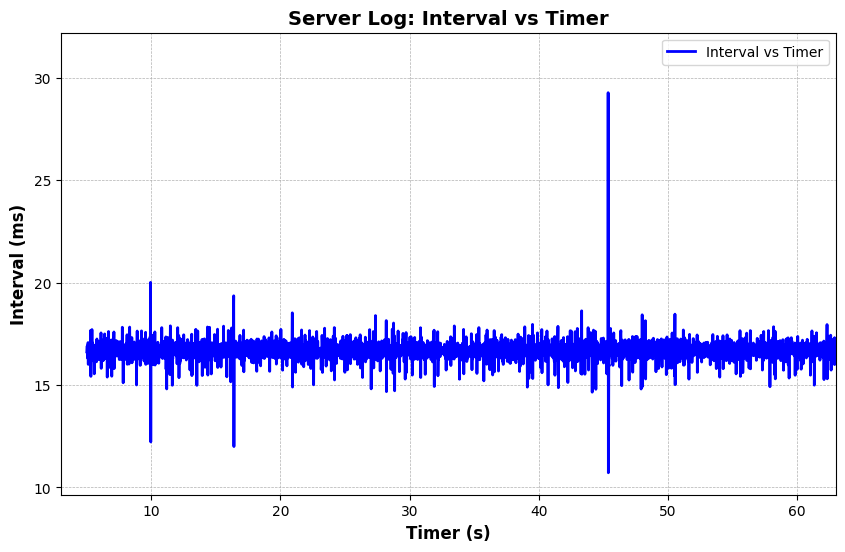 Server Log: Interval vs Timer
Interval vs Timer
Interval (ms)
30
25
20
15
10
10 20 30 40 50 60
Timer (s)